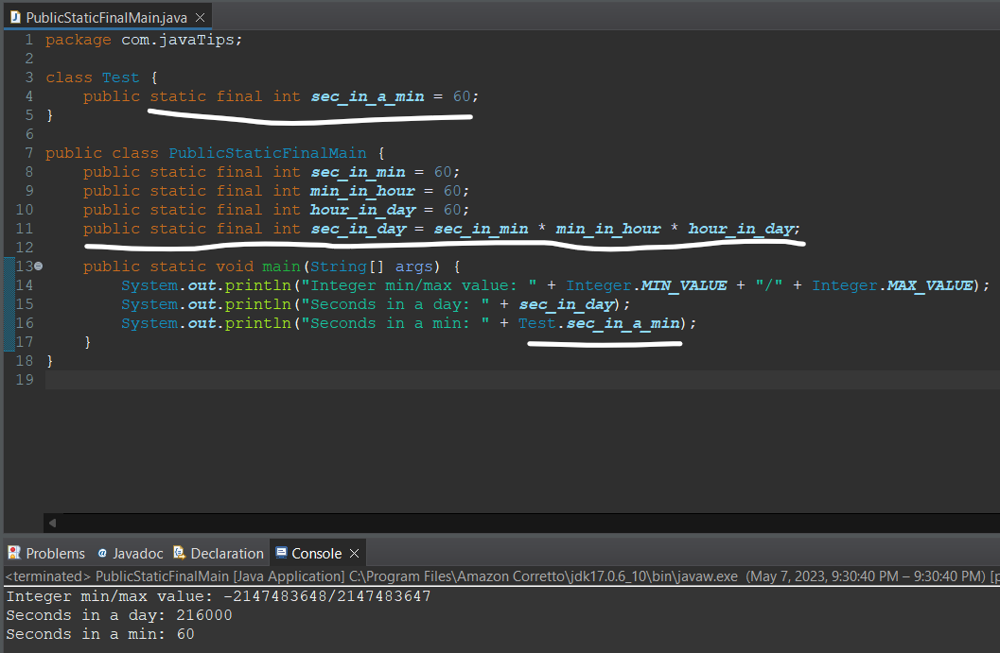 PublicStaticFinalMain.java
1 package com.javaTips;
2
3 class Test {
4 public static final int sec_in_a_min = 60;
5 }
6
7 public class PublicStaticFinalMain {
8 public static final int sec_in_min = 60;
9 public static final int min_in_hour = 60;
10 public static final int hour_in_day = 60;
11 public static final int sec_in_day = sec_in_min * min_in_hour * hour_in_day;
12
13 public static void main(String[] args) {
14 System.out.println("Integer min/max value: " + Integer.MIN_VALUE + "/" + Integer.MAX_VALUE);
15 System.out.println("Seconds in a day: " + sec_in_day);
16 System.out.println("Seconds in a min: " + Test.sec_in_a_min);
17 }
18 }
19
Problems @ Javadoc Declaration Console
<terminated> PublicStaticFinalMain [Java Application] C:\Program Files\Amazon Corretto\jdk17.0.6_10\bin\javaw.exe (May 7, 2023, 9:30:40 PM – 9:30:40 PM) [p
Integer min/max value: -2147483648/2147483647
Seconds in a day: 216000
Seconds in a min: 60